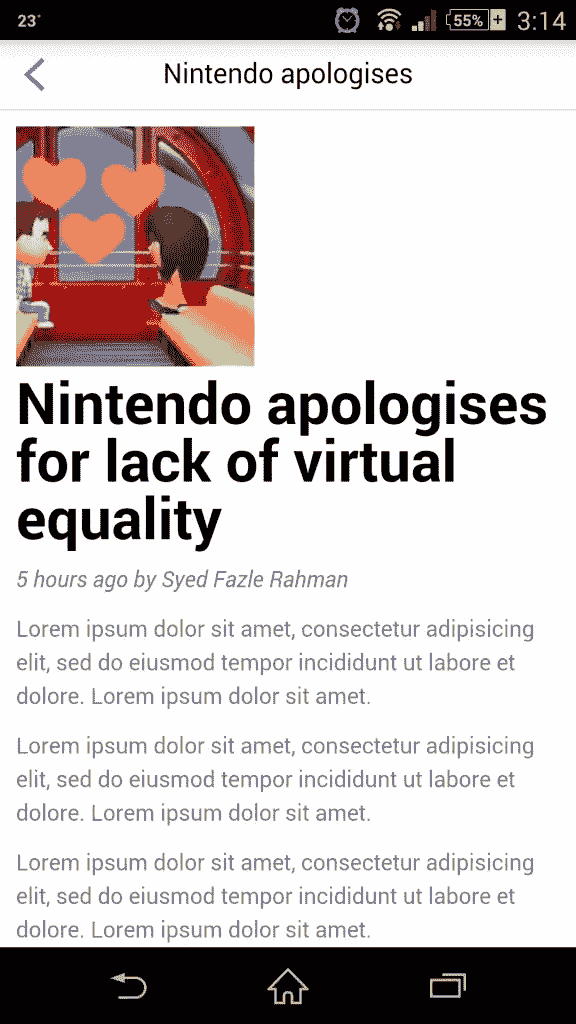 23°
55%
3:14
Nintendo apologises
Nintendo apologises
for lack of virtual
equality
5 hours ago by Syed Fazle Rahman
Lorem ipsum dolor sit amet, consectetur adipisicing
elit, sed do eiusmod tempor incididunt ut labore et
dolore. Lorem ipsum dolor sit amet.
Lorem ipsum dolor sit amet, consectetur adipisicing
elit, sed do eiusmod tempor incididunt ut labore et
dolore. Lorem ipsum dolor sit amet.
Lorem ipsum dolor sit amet, consectetur adipisicing
elit, sed do eiusmod tempor incididunt ut labore et
dolore. Lorem ipsum dolor sit amet.